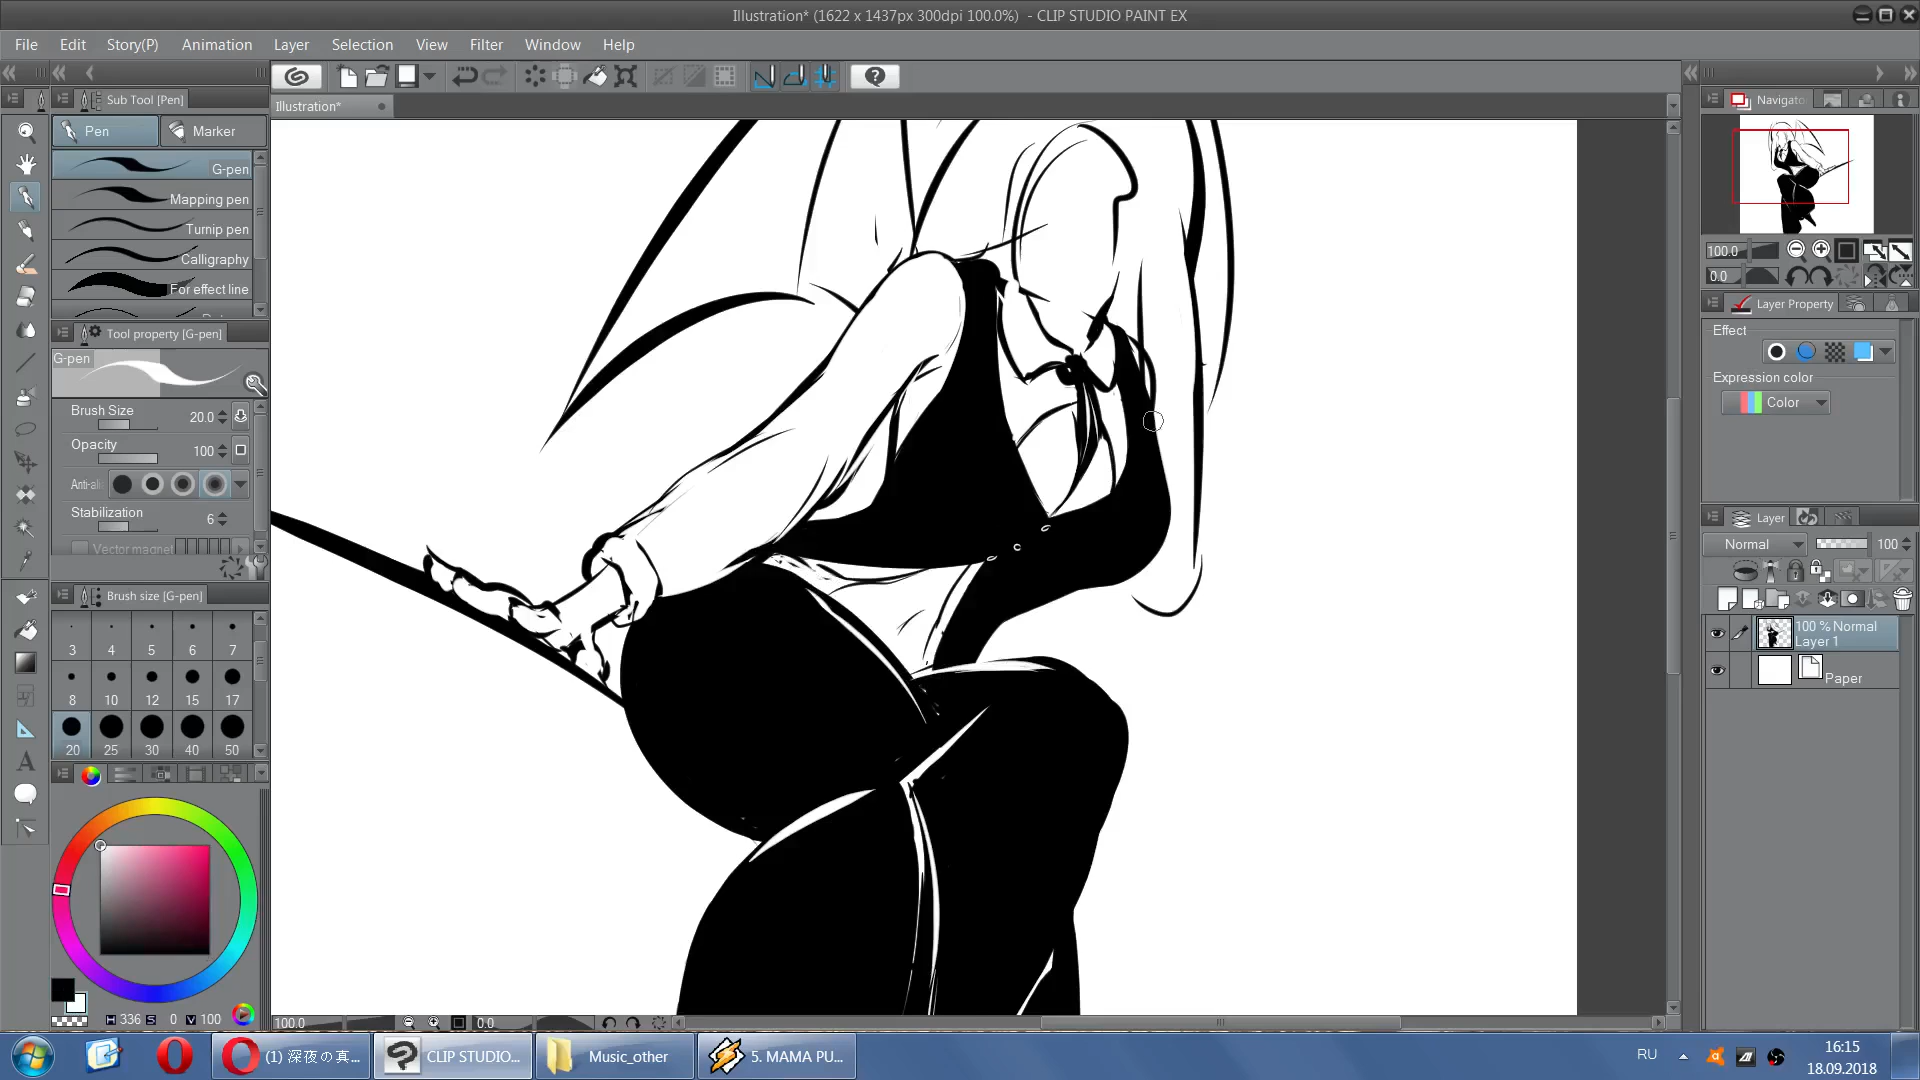 Illustration* (1622 x 1437px 300dpi 100.0%) - CLIP STUDIO PAINT EX
File Edit Story(P) Animation Layer Selection View Filter Window Help
Sub Tool [Pen]
Illustration*
Navigato
Pen Marker
G-pen
Mapping pen
Turnip pen
Calligraphy
For effect line
100.0
0.0
Layer Property
Tool property [G-pen]
Effect
G-pen
Expression color
Color
Brush Size 20.0
Opacity 100
Anti-ali
Stabilization 6
Vector magnet
Layer
Normal 100
Brush size [G-pen]
3 4 5 6 7
8 10 12 15 17
20 25 30 40 50
100 % Normal
Layer 1
Paper
H 336 S 0 V 100
100.0 0.0
(1) 深夜の真... CLIP STUDIO... Music_other 5. MAMA PU...
RU
16:15
18.09.2018